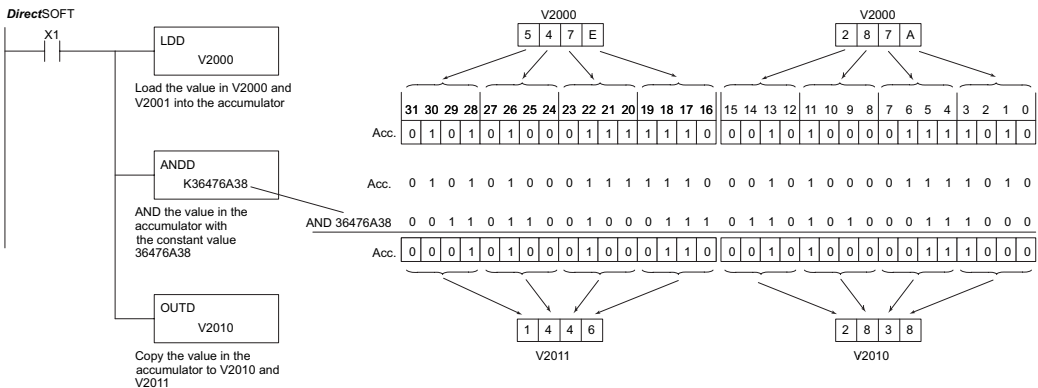 DirectSOFT
X1
LDD
V2000
Load the value in V2000 and
V2001 into the accumulator
ANDD
K36476A38
AND the value in the
accumulator with
the constant value
36476A38
OUTD
V2010
Copy the value in the
accumulator to V2010 and
V2011
V2000
5 4 7 E
V2000
2 8 7 A
31 30 29 28 27 26 25 24 23 22 21 20 19 18 17 16 15 14 13 12 11 10 9 8 7 6 5 4 3 2 1 0
Acc. 0 1 0 1 0 1 0 0 0 1 1 1 1 1 1 0 0 0 1 0 1 0 0 0 0 1 1 1 1 0 1 0
Acc. 0 1 0 1 0 1 0 0 0 1 1 1 1 1 1 0 0 0 1 0 1 0 0 0 0 1 1 1 1 0 1 0
AND 36476A38 0 0 1 1 0 1 1 0 0 1 0 0 0 1 1 1 0 1 1 0 1 0 1 0 0 0 1 1 1 0 0 0
Acc. 0 0 0 1 0 1 0 0 0 1 0 0 0 1 1 0 0 0 1 0 1 0 0 0 0 0 1 1 1 0 0 0
1 4 4 6
V2011
2 8 3 8
V2010